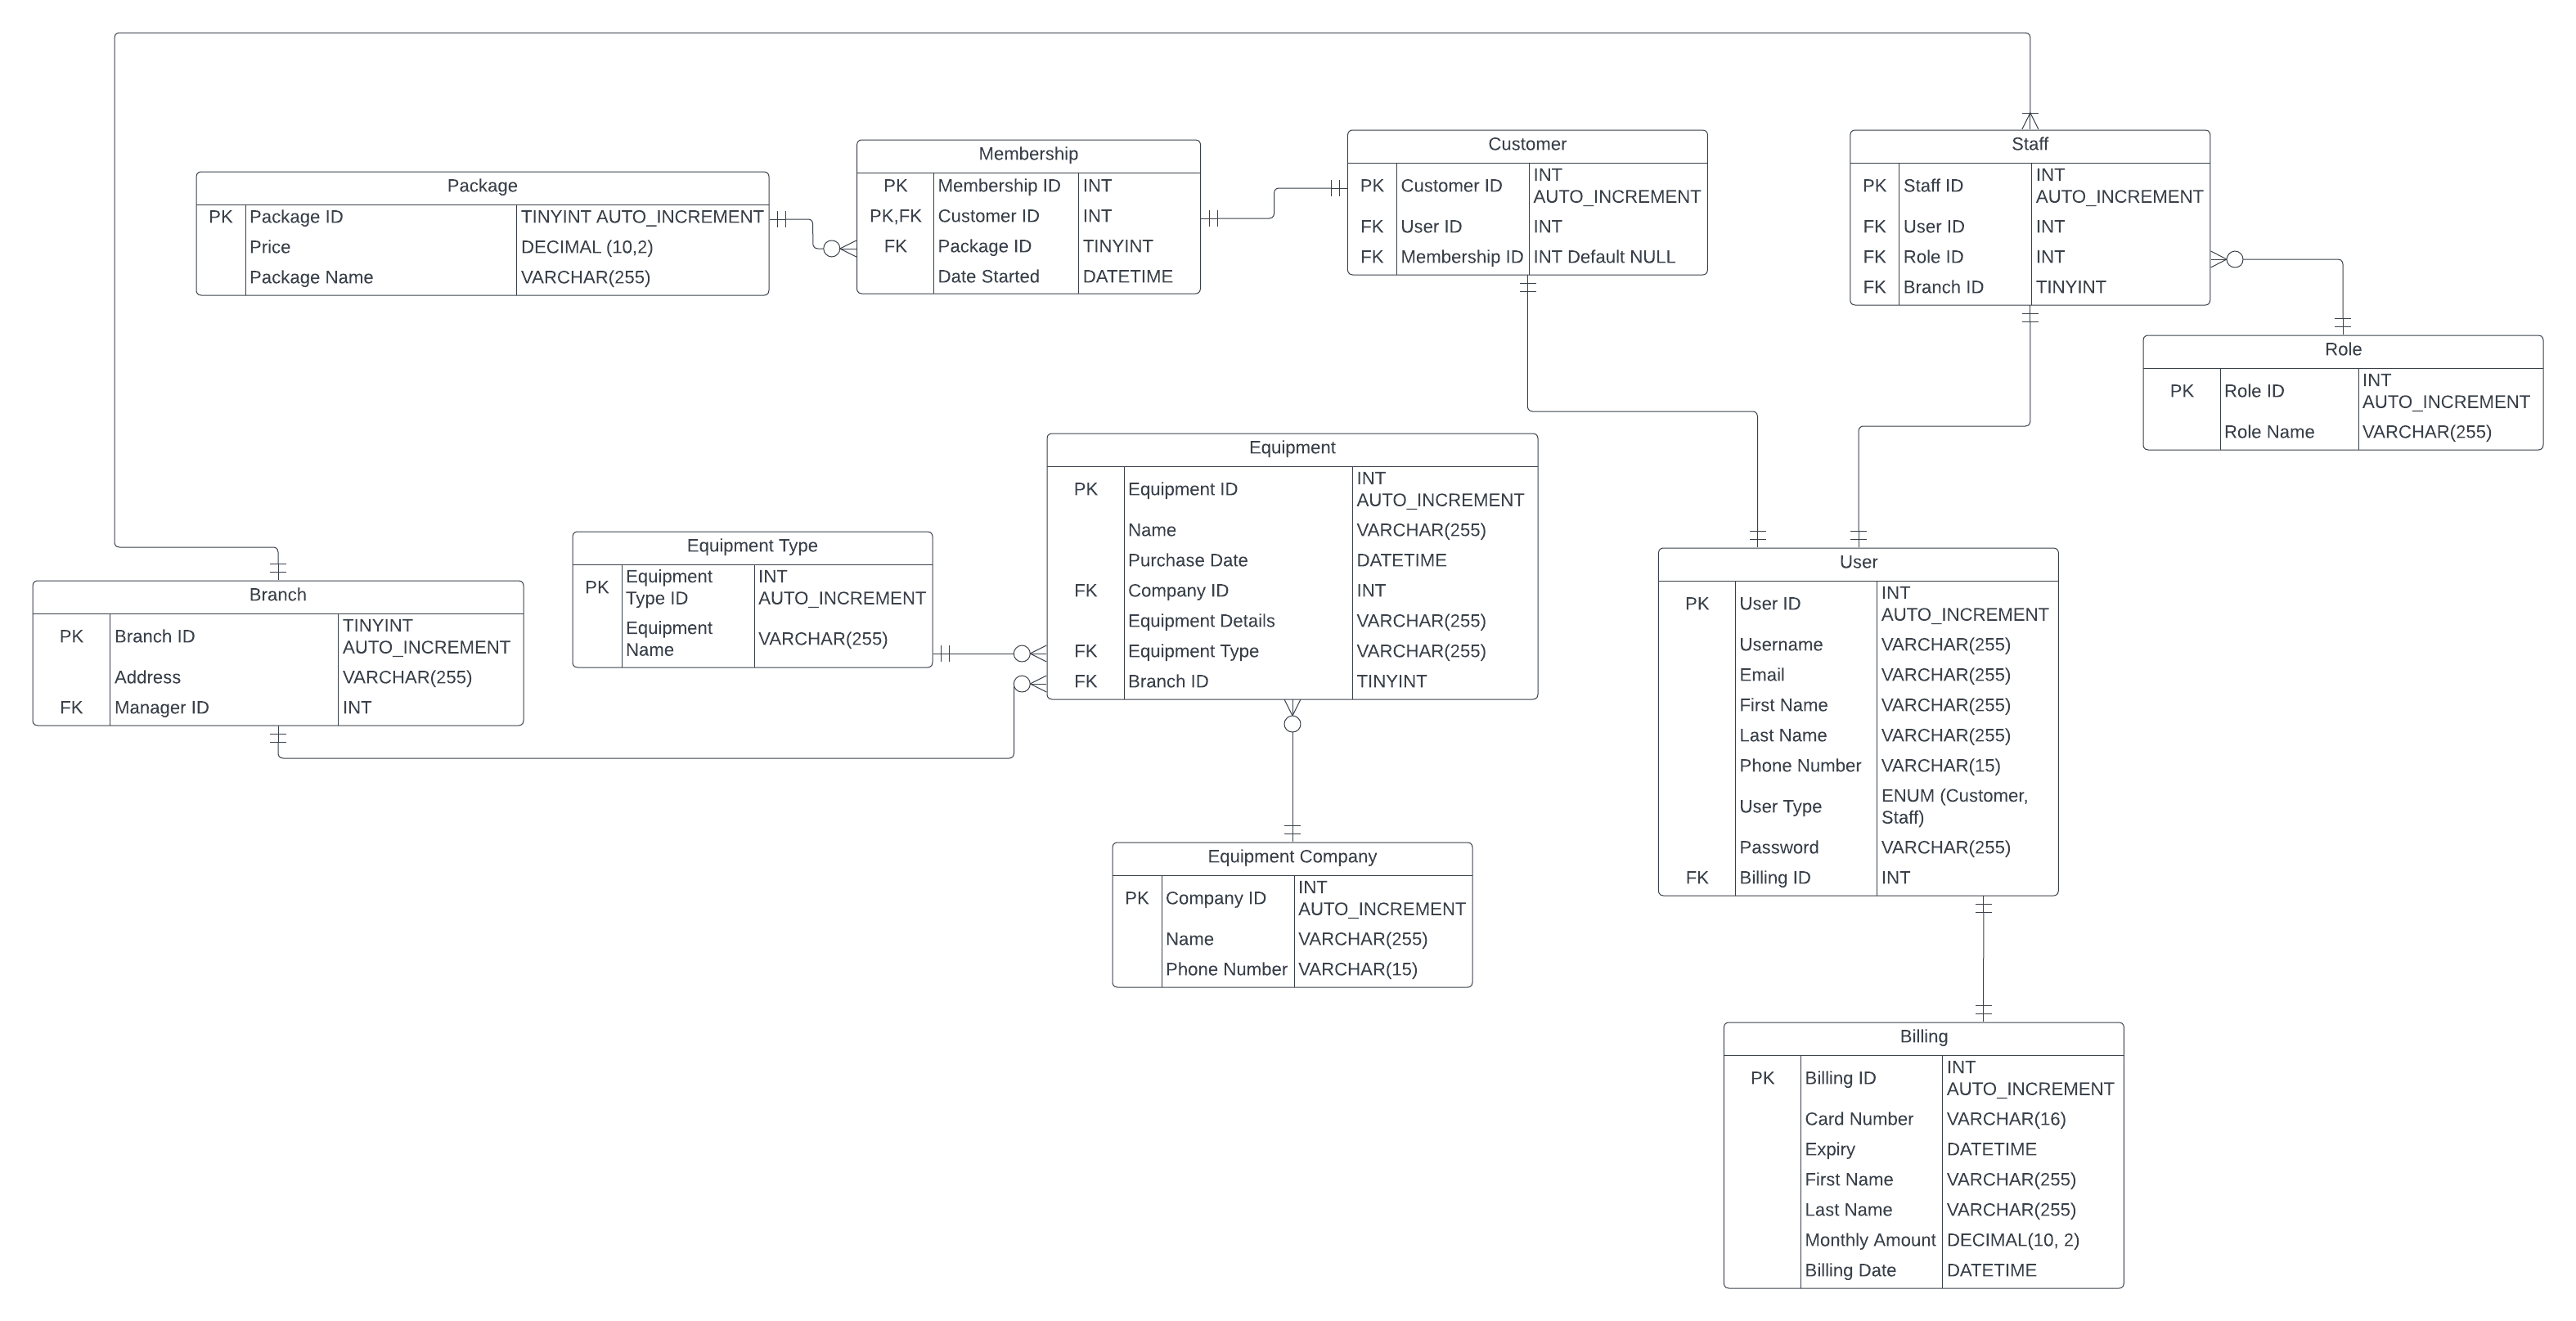 Package
PK Package ID TINYINT AUTO_INCREMENT
Price DECIMAL (10,2)
Package Name VARCHAR(255)
Membership
PK Membership ID INT
PK,FK Customer ID INT
FK Package ID TINYINT
Date Started DATETIME
Customer
PK Customer ID INT
AUTO_INCREMENT
FK User ID INT
FK Membership ID INT Default NULL
Staff
PK Staff ID INT
AUTO_INCREMENT
FK User ID INT
FK Role ID INT
FK Branch ID TINYINT
Role
PK Role ID INT
AUTO_INCREMENT
Role Name VARCHAR(255)
Branch
PK Branch ID TINYINT
AUTO_INCREMENT
Address VARCHAR(255)
FK Manager ID INT
Equipment Type
PK Equipment INT
Type ID AUTO_INCREMENT
Equipment
Name VARCHAR(255)
Equipment
PK Equipment ID INT
AUTO_INCREMENT
Name VARCHAR(255)
Purchase Date DATETIME
FK Company ID INT
Equipment Details VARCHAR(255)
FK Equipment Type VARCHAR(255)
FK Branch ID TINYINT
User
PK User ID INT
AUTO_INCREMENT
Username VARCHAR(255)
Email VARCHAR(255)
First Name VARCHAR(255)
Last Name VARCHAR(255)
Phone Number VARCHAR(15)
User Type ENUM (Customer,
Staff)
Password VARCHAR(255)
FK Billing ID INT
Equipment Company
PK Company ID INT
AUTO_INCREMENT
Name VARCHAR(255)
Phone Number VARCHAR(15)
Billing
PK Billing ID INT
AUTO_INCREMENT
Card Number VARCHAR(16)
Expiry DATETIME
First Name VARCHAR(255)
Last Name VARCHAR(255)
Monthly Amount DECIMAL(10, 2)
Billing Date DATETIME